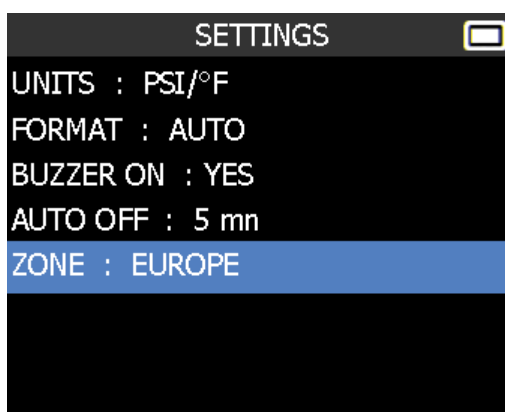 SETTINGS
UNITS : PSI/°F
FORMAT : AUTO
BUZZER ON : YES
AUTO OFF : 5 mn
ZONE : EUROPE